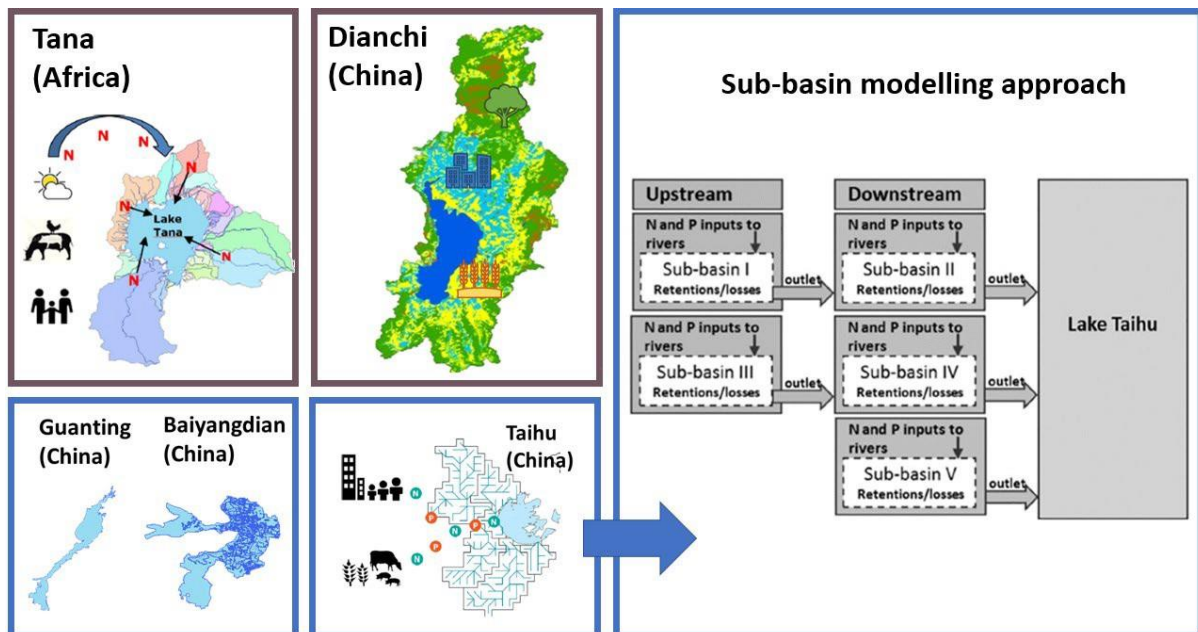 Tana
(Africa)
N
N
N
N
N
N
N
N
Lake
Tana
Dianchi
(China)
Guanting
(China)
Baiyangdian
(China)
Taihu
(China)
N
P
N
P
N
P
N
Sub-basin modelling approach
Upstream
Downstream
N and P inputs to
rivers
Sub-basin I
Retentions/losses
outlet
N and P inputs to
rivers
Sub-basin II
Retentions/losses
outlet
N and P inputs to
rivers
Sub-basin III
Retentions/losses
outlet
N and P inputs to
rivers
Sub-basin IV
Retentions/losses
outlet
N and P inputs to
rivers
Sub-basin V
Retentions/losses
outlet
Lake Taihu